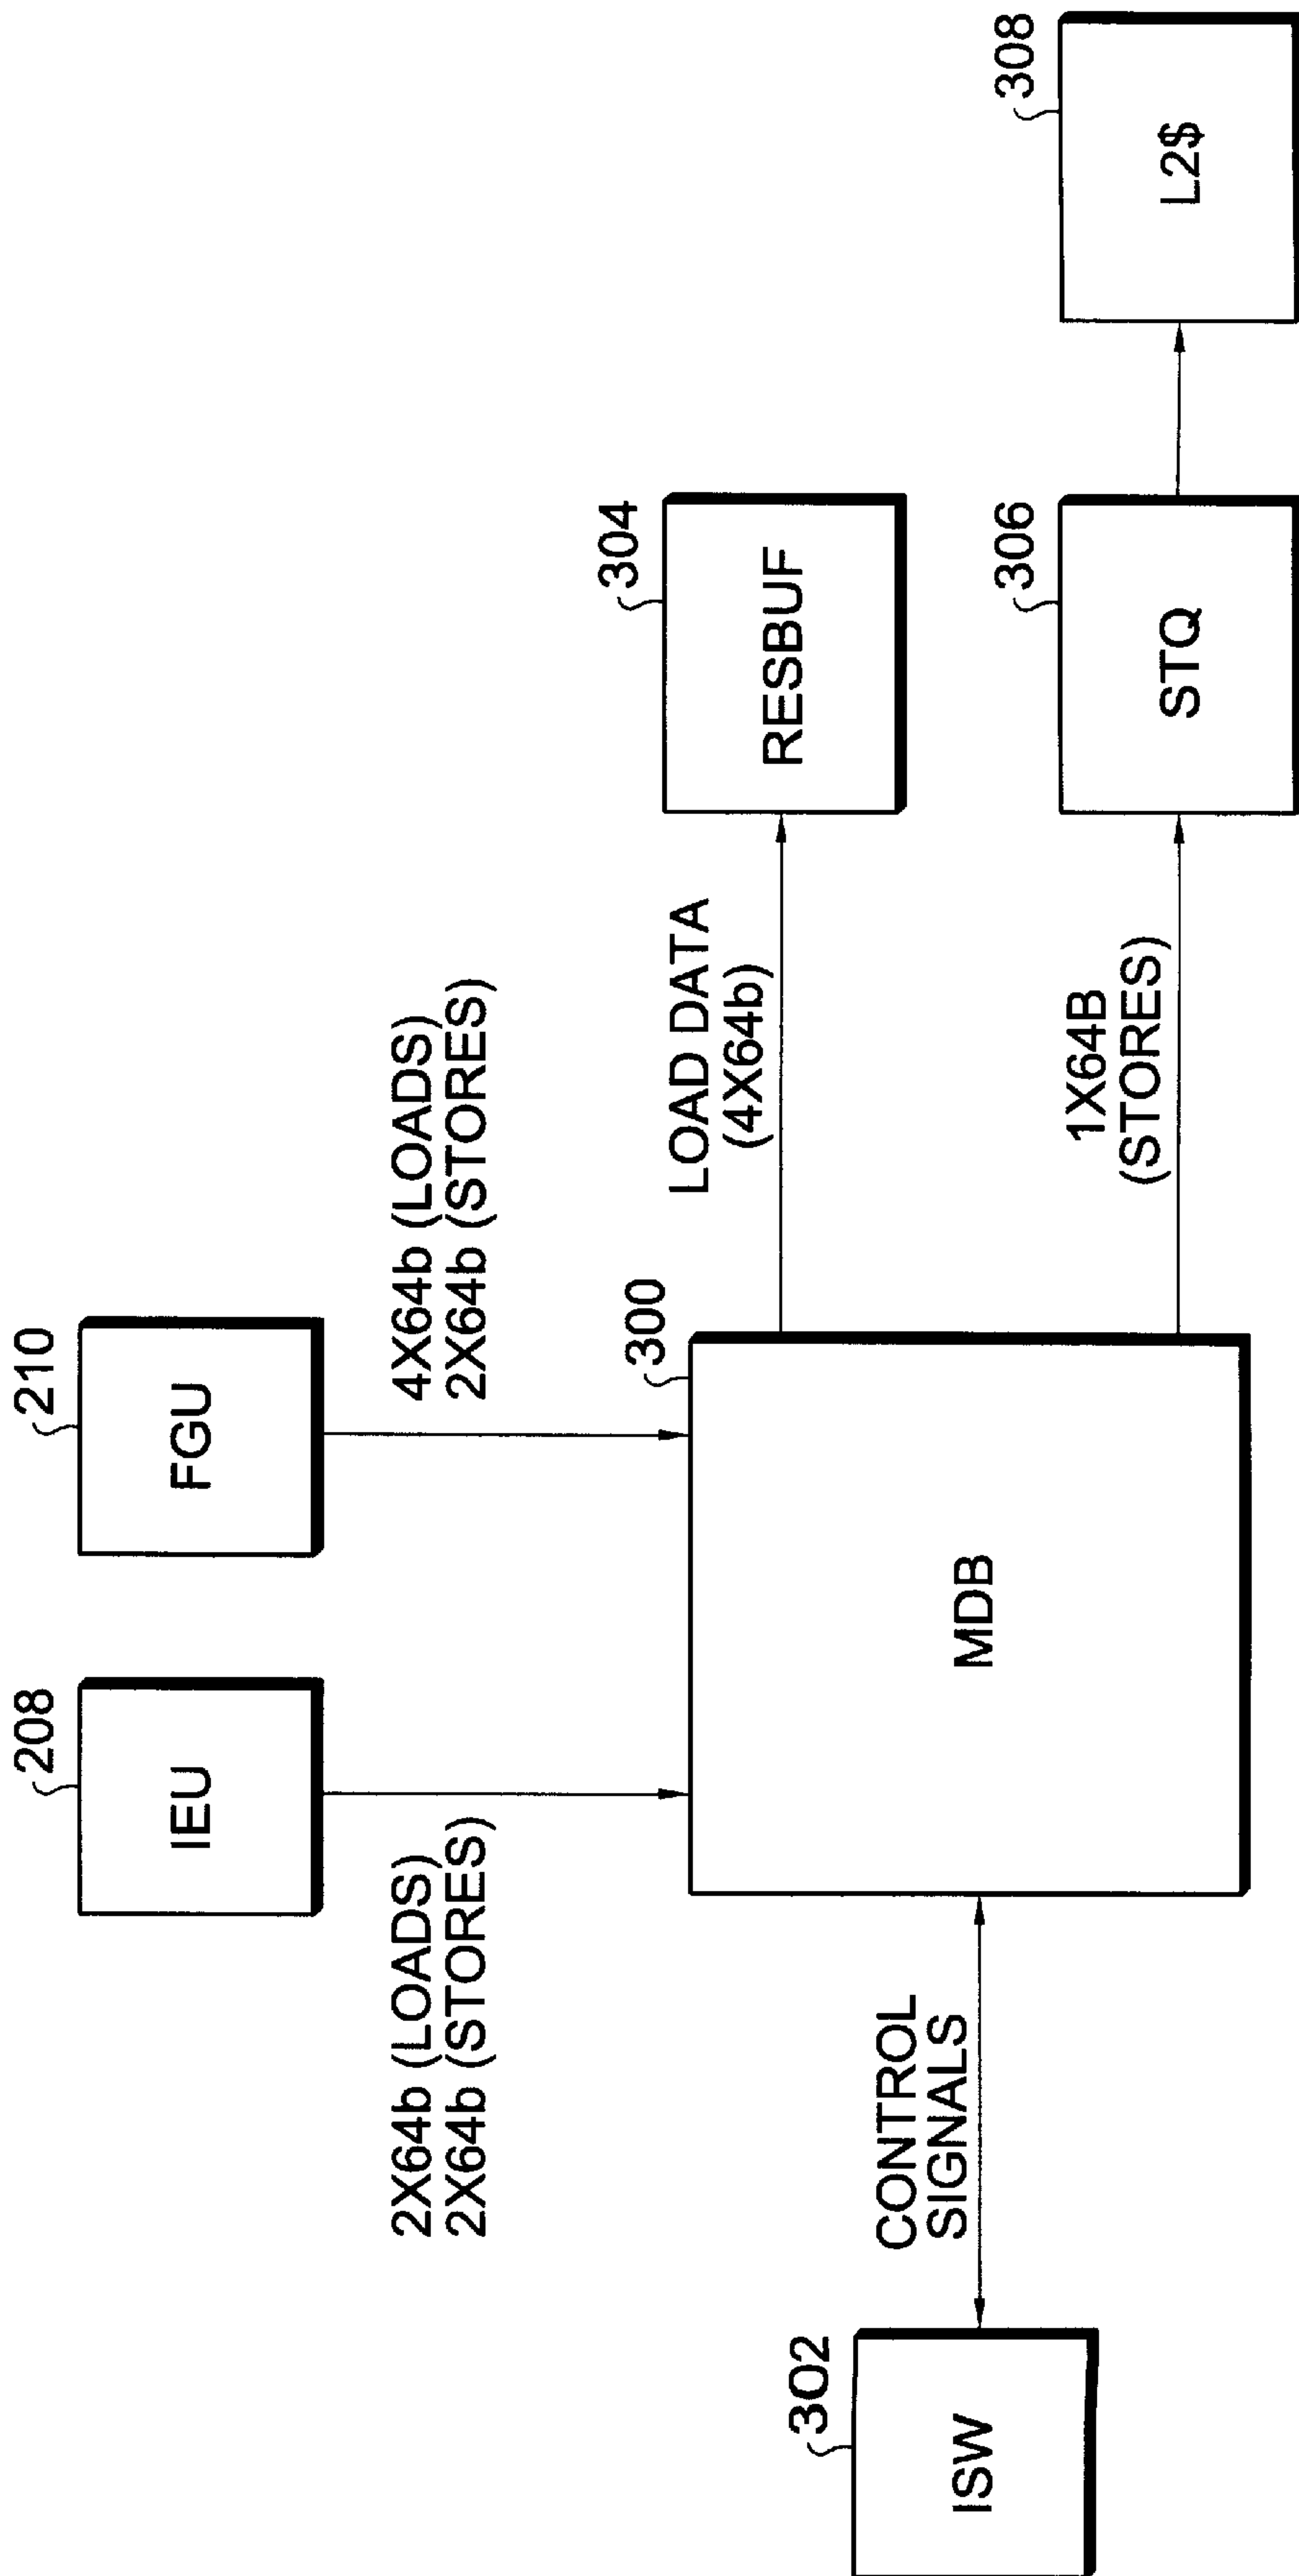 208
IEU
210
FGU
2X64b (LOADS)
2X64b (STORES)
4X64b (LOADS)
2X64b (STORES)
302
ISW
CONTROL
SIGNALS
300
MDB
LOAD DATA
(4X64b)
304
RESBUF
1X64B
(STORES)
306
STQ
308
L2$